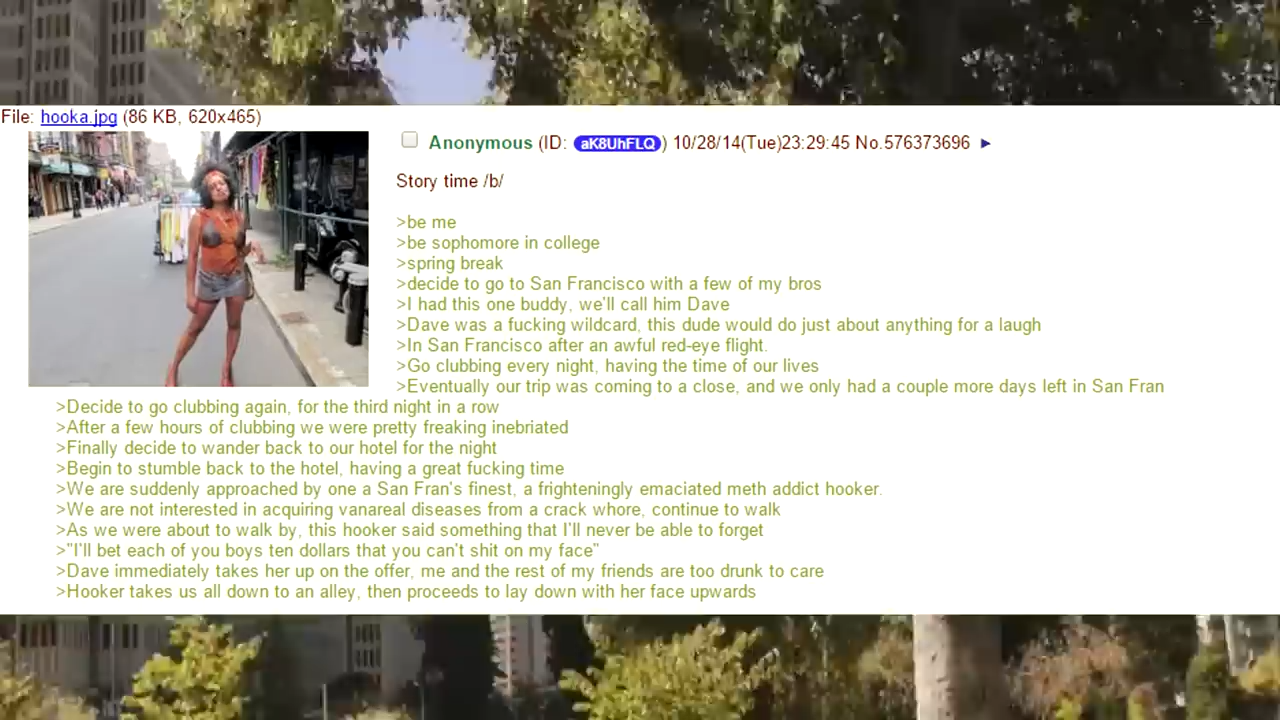 File: hooka.jpg (86 KB, 620x465)
Anonymous (ID: aK8UhFLQ) 10/28/14(Tue)23:29:45 No.576373696 ►
Story time /b/
>be me
>be sophomore in college
>spring break
>decide to go to San Francisco with a few of my bros
>I had this one buddy, we'll call him Dave
>Dave was a fucking wildcard, this dude would do just about anything for a laugh
>In San Francisco after an awful red-eye flight.
>Go clubbing every night, having the time of our lives
>Eventually our trip was coming to a close, and we only had a couple more days left in San Fran
>Decide to go clubbing again, for the third night in a row
>After a few hours of clubbing we were pretty freaking inebriated
>Finally decide to wander back to our hotel for the night
>Begin to stumble back to the hotel, having a great fucking time
>We are suddenly approached by one a San Fran's finest, a frighteningly emaciated meth addict hooker.
>We are not interested in acquiring vanareal diseases from a crack whore, continue to walk
>As we were about to walk by, this hooker said something that I'll never be able to forget
>"I'll bet each of you boys ten dollars that you can't shit on my face"
>Dave immediately takes her up on the offer, me and the rest of my friends are too drunk to care
>Hooker takes us all down to an alley, then proceeds to lay down with her face upwards